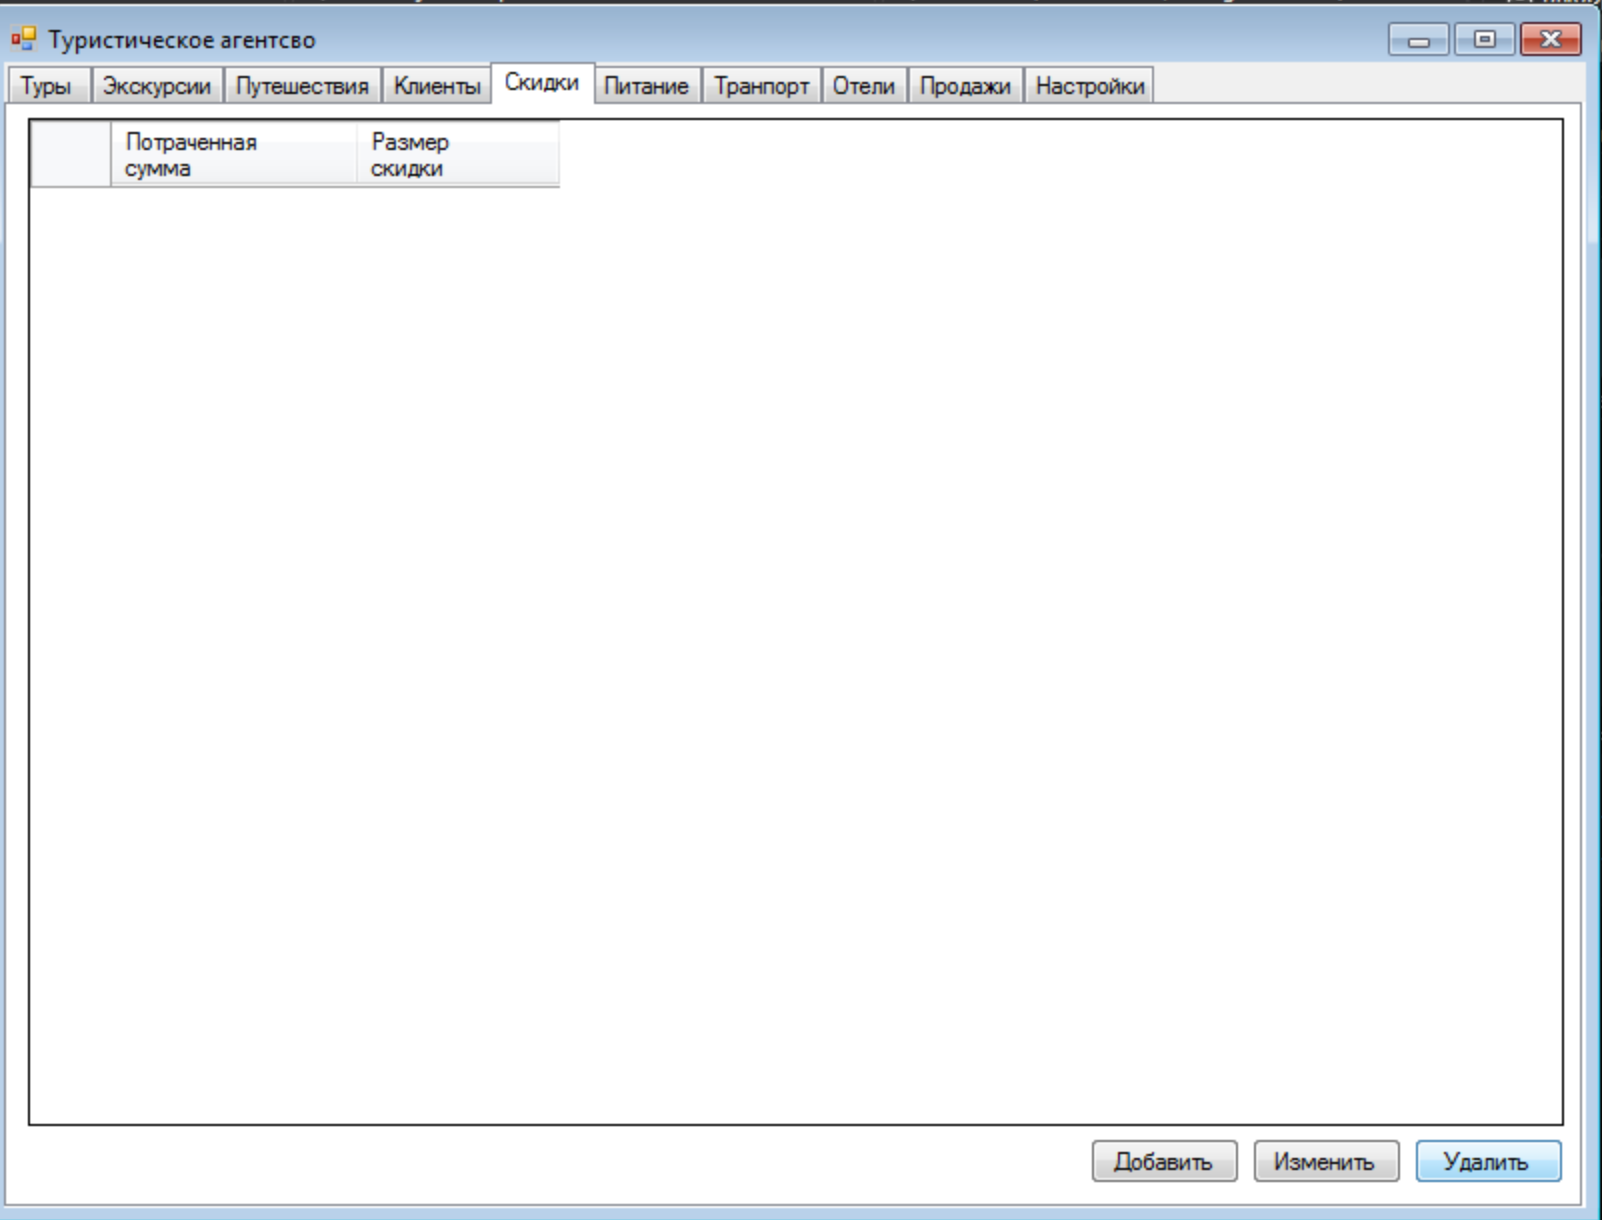 Туристическое агентсво
Туры Экскурсии Путешествия Клиенты Скидки Питание Транпорт Отели Продажи Настройки
Потраченная Размер
сумма скидки
Добавить Изменить Удалить